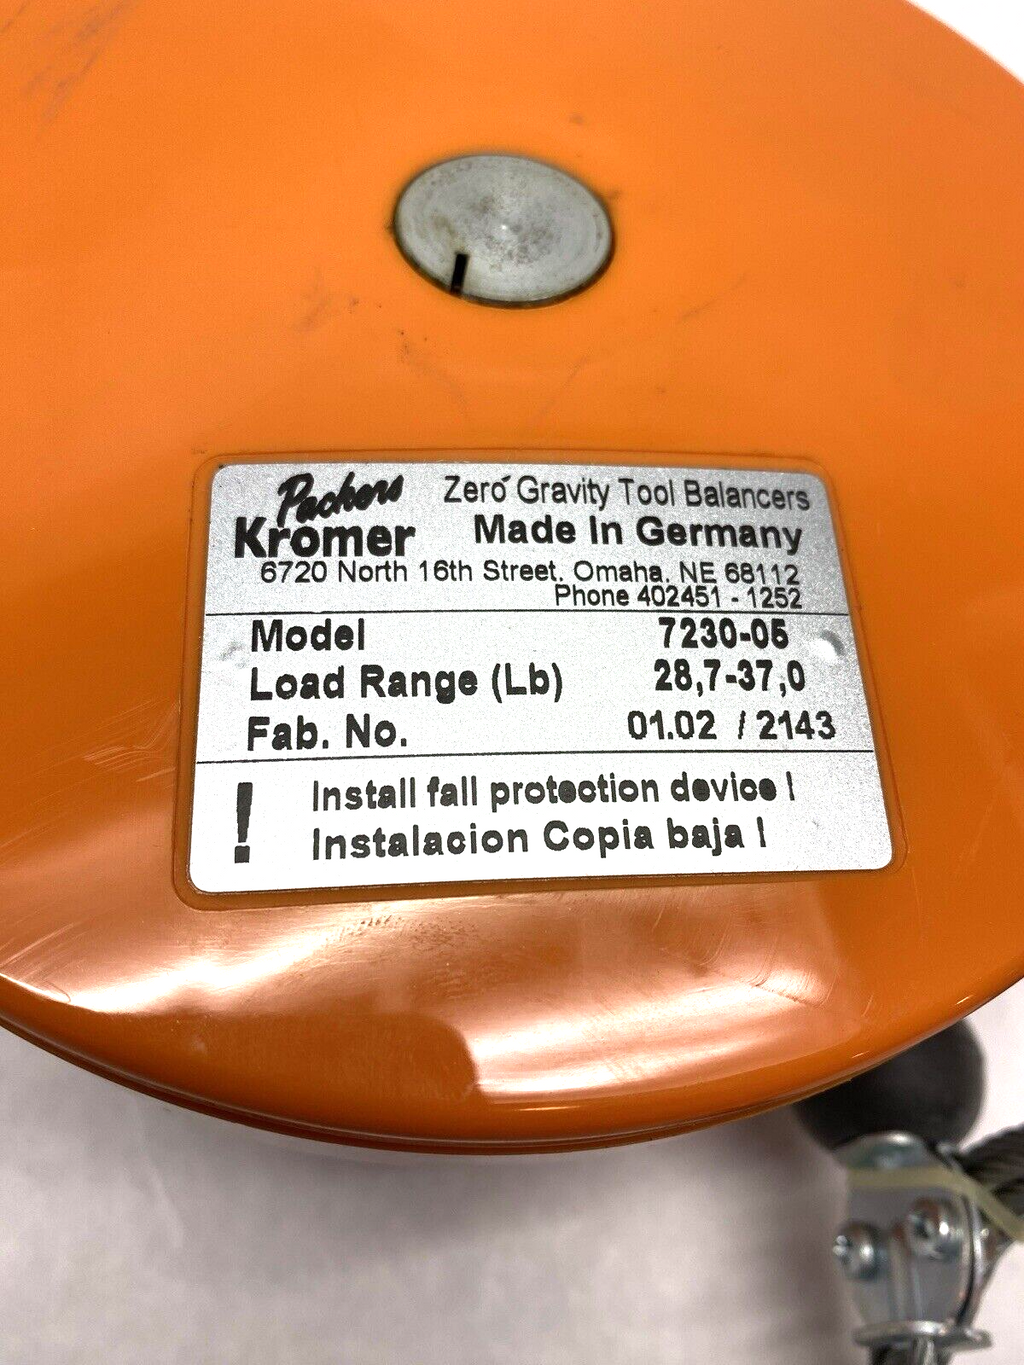 Packers
Kromer
Zero Gravity Tool Balancers
Made In Germany
6720 North 16th Street, Omaha, NE 68112
Phone 402451 - 1252
Model 7230-05
Load Range (Lb) 28,7-37,0
Fab. No. 01.02 / 2143
! Install fall protection device !
Instalacion Copia baja !